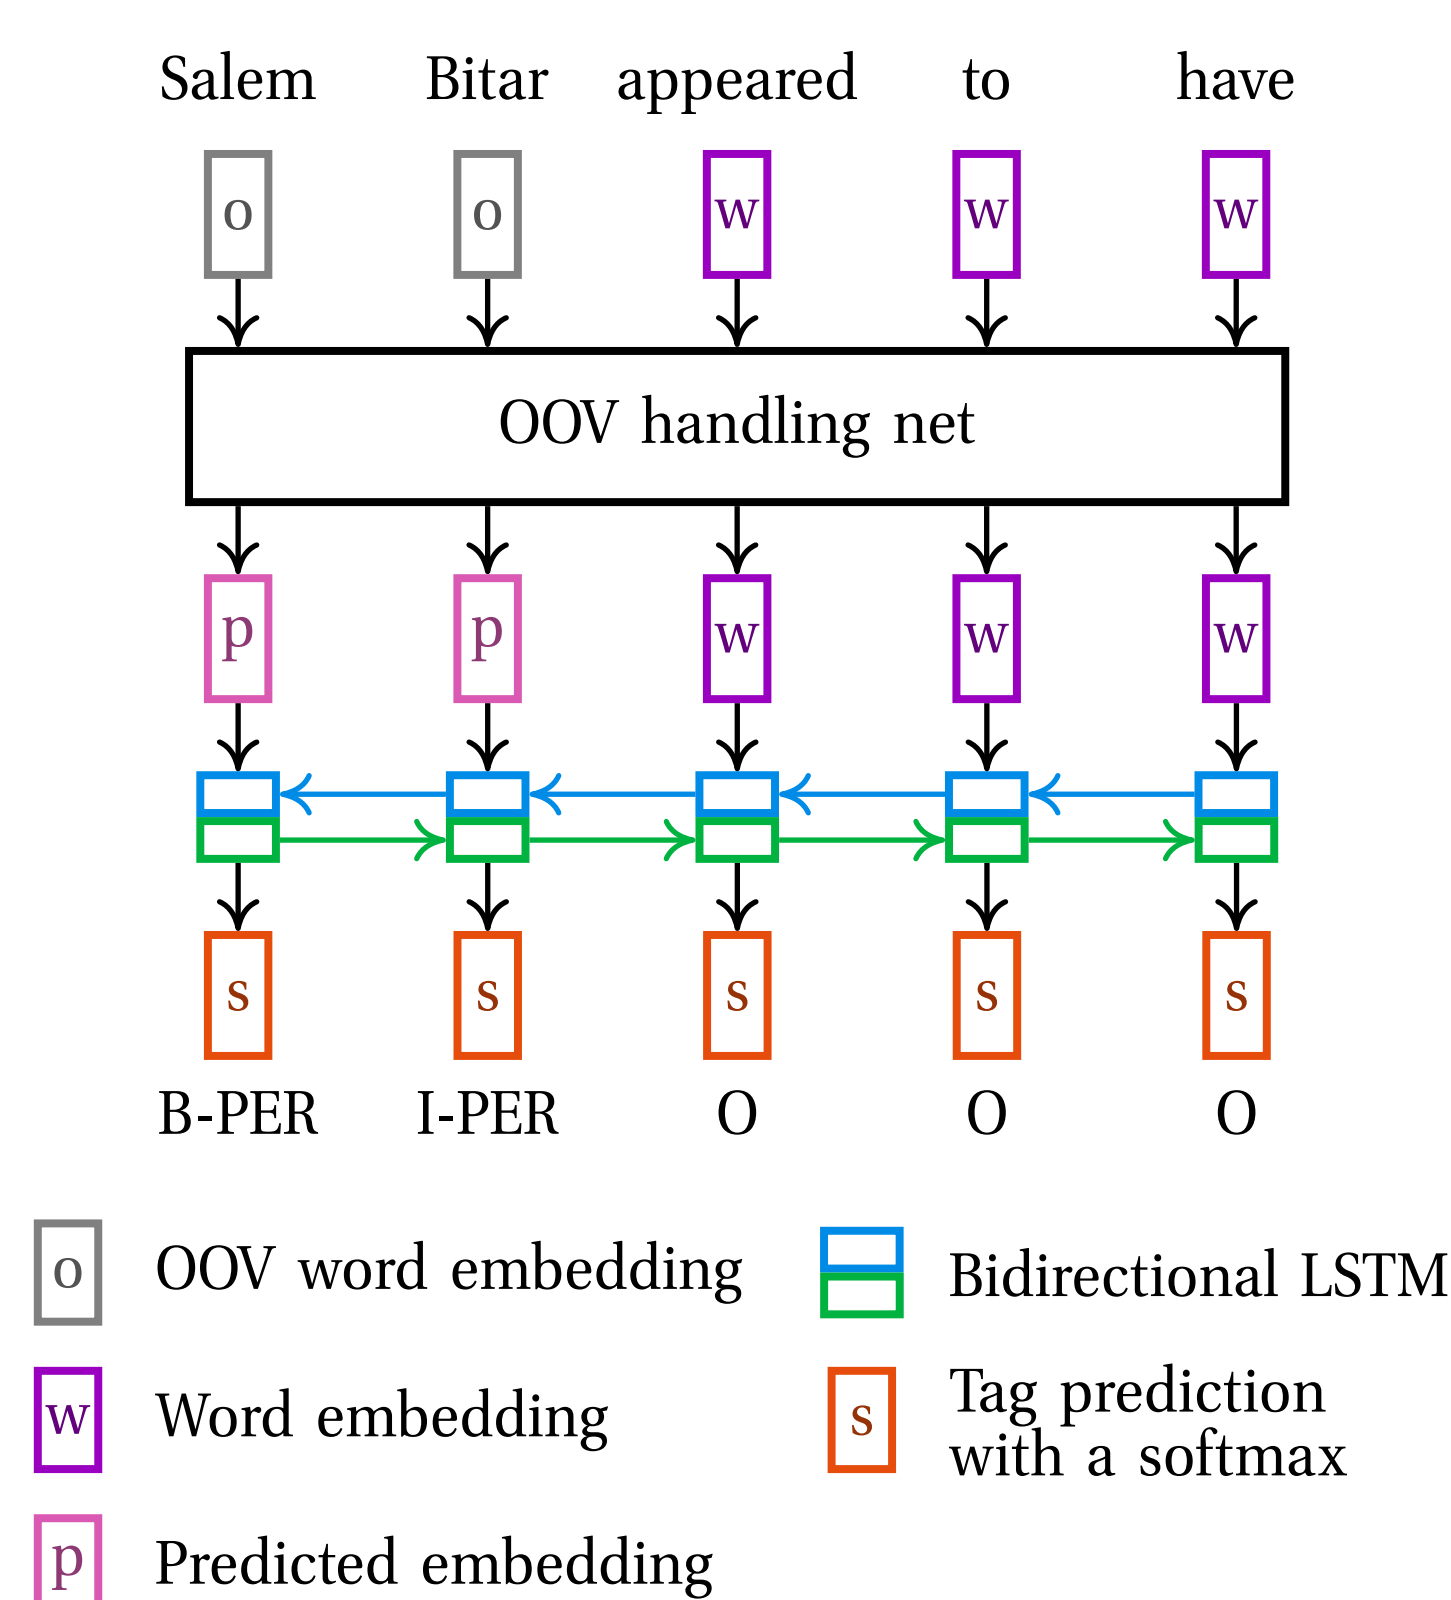 Salem Bitar appeared to have
o o w w w
OOV handling net
p p w w w
s s s s s
B-PER I-PER O O O
o OOV word embedding
w Word embedding
p Predicted embedding
Bidirectional LSTM
s Tag prediction
with a softmax